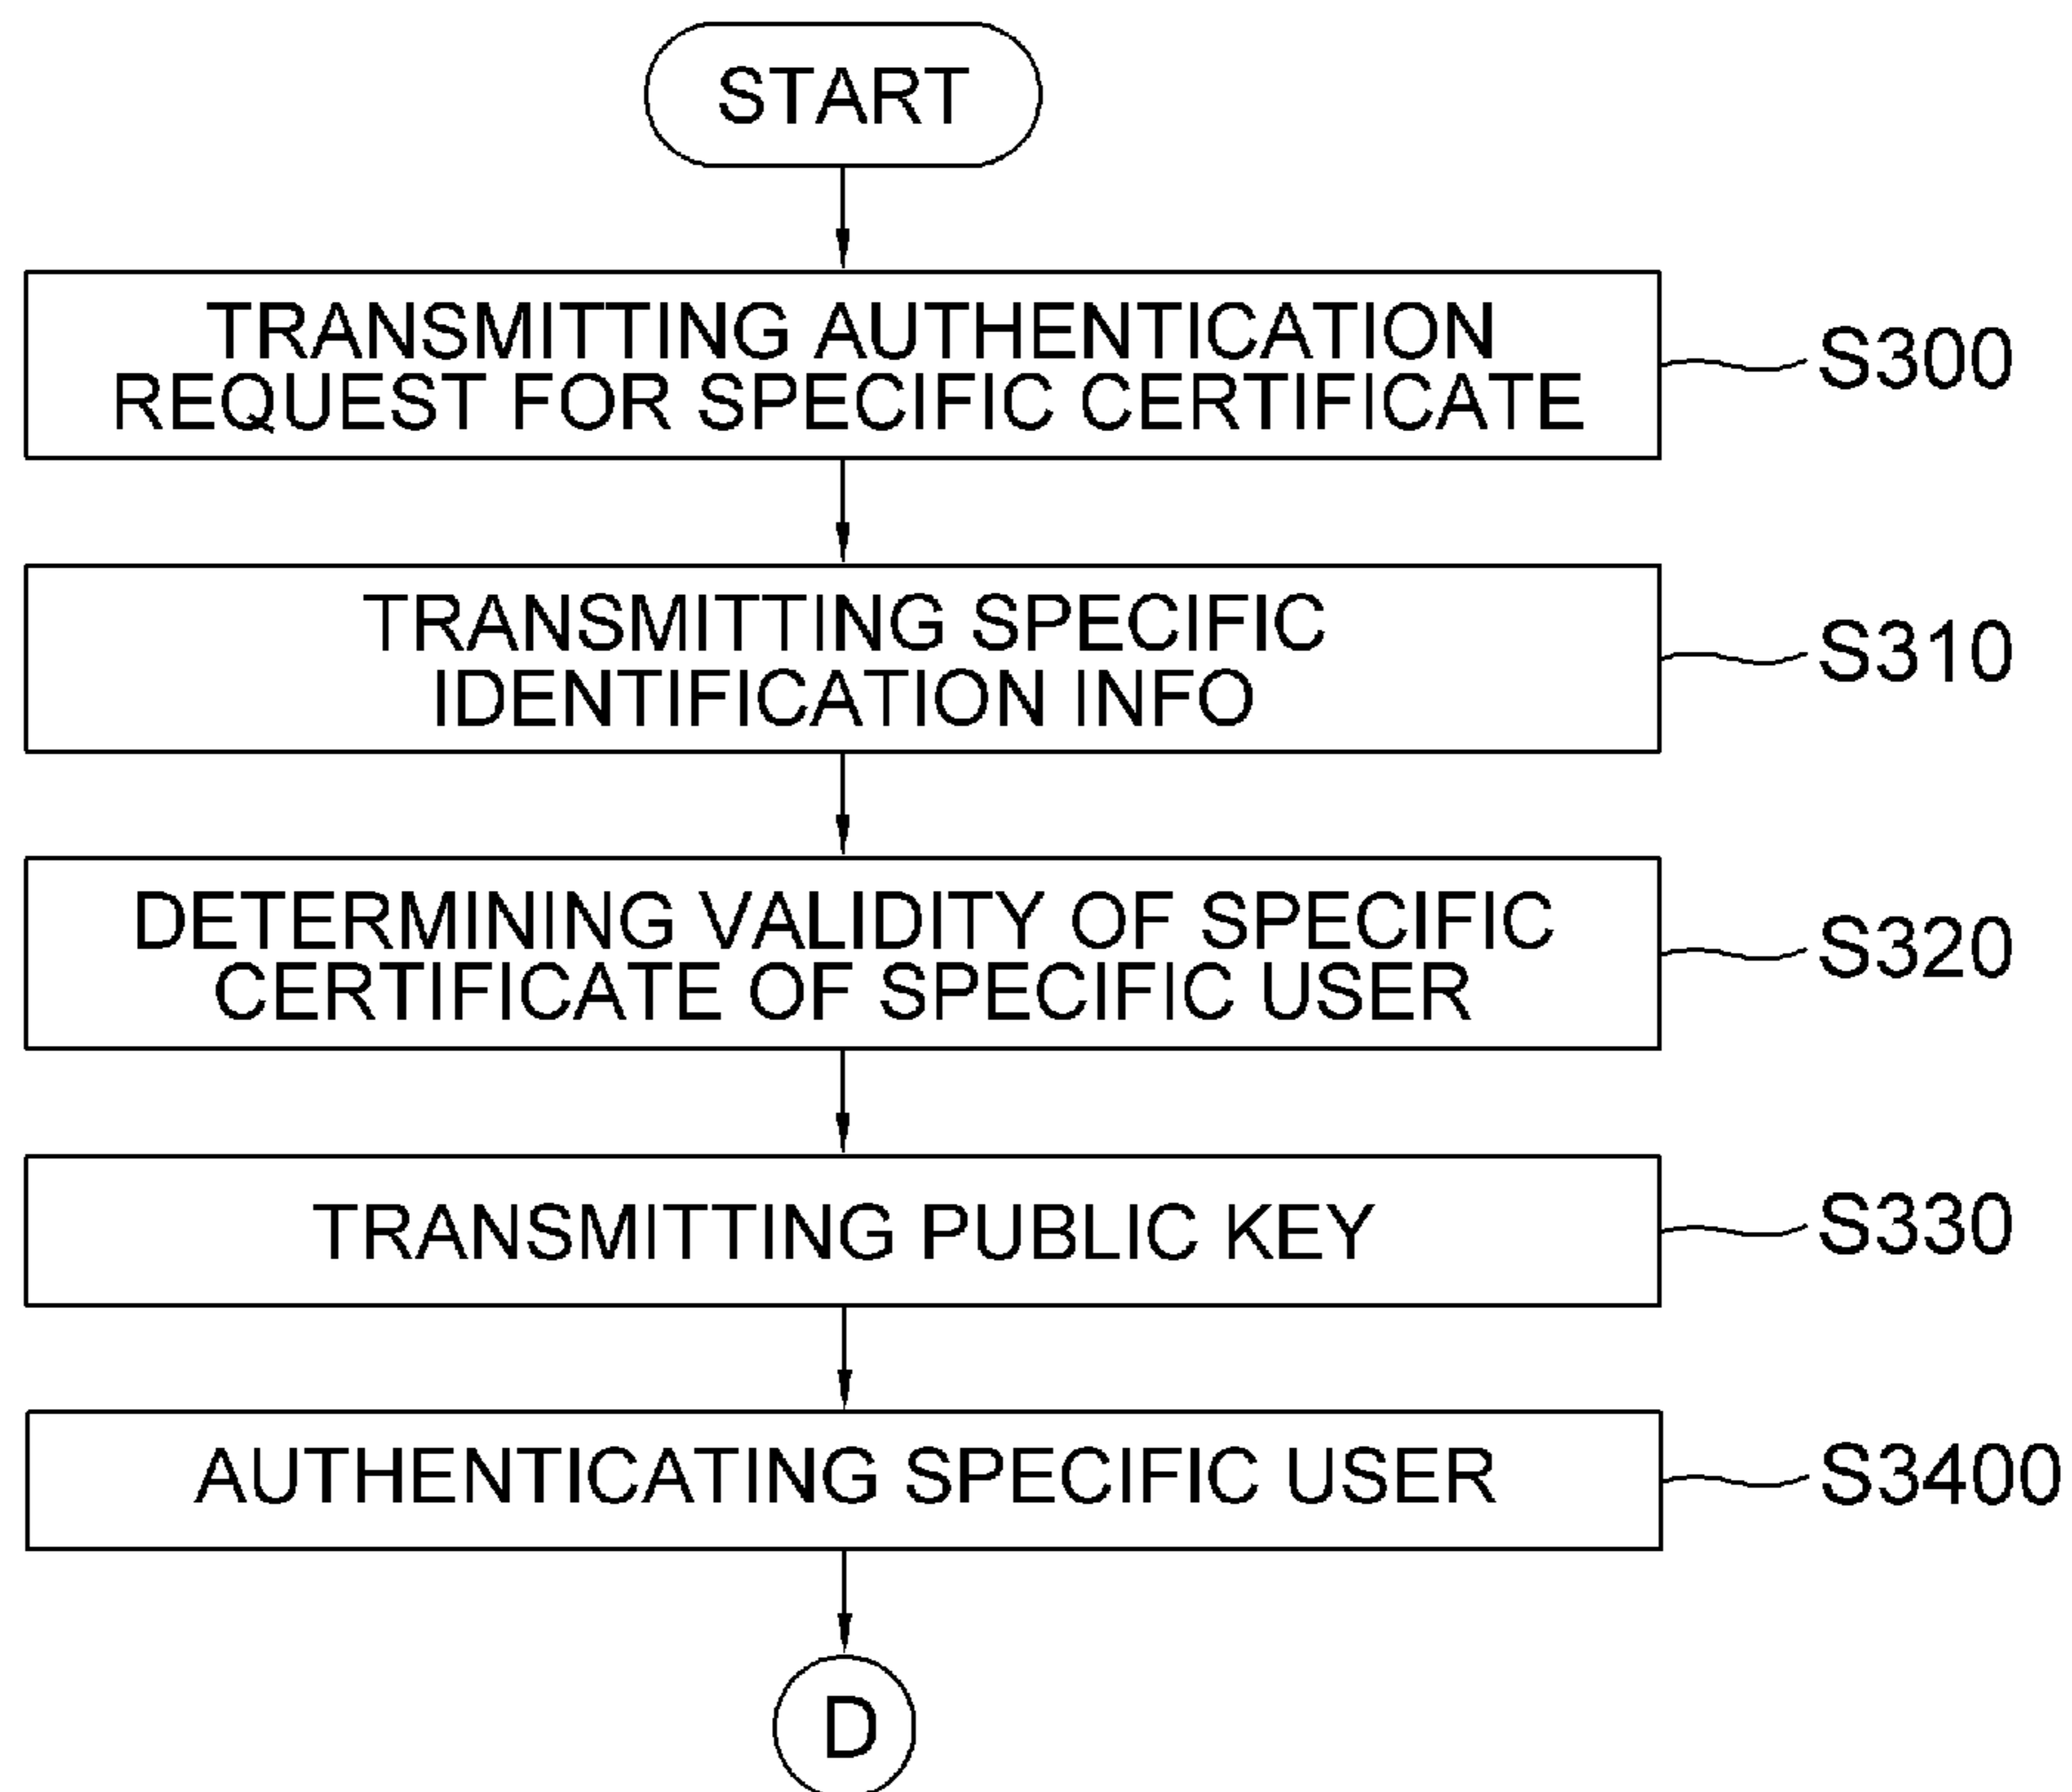 START
TRANSMITTING AUTHENTICATION
REQUEST FOR SPECIFIC CERTIFICATE
S300
TRANSMITTING SPECIFIC
IDENTIFICATION INFO
S310
DETERMINING VALIDITY OF SPECIFIC
CERTIFICATE OF SPECIFIC USER
S320
TRANSMITTING PUBLIC KEY
S330
AUTHENTICATING SPECIFIC USER
S3400
D